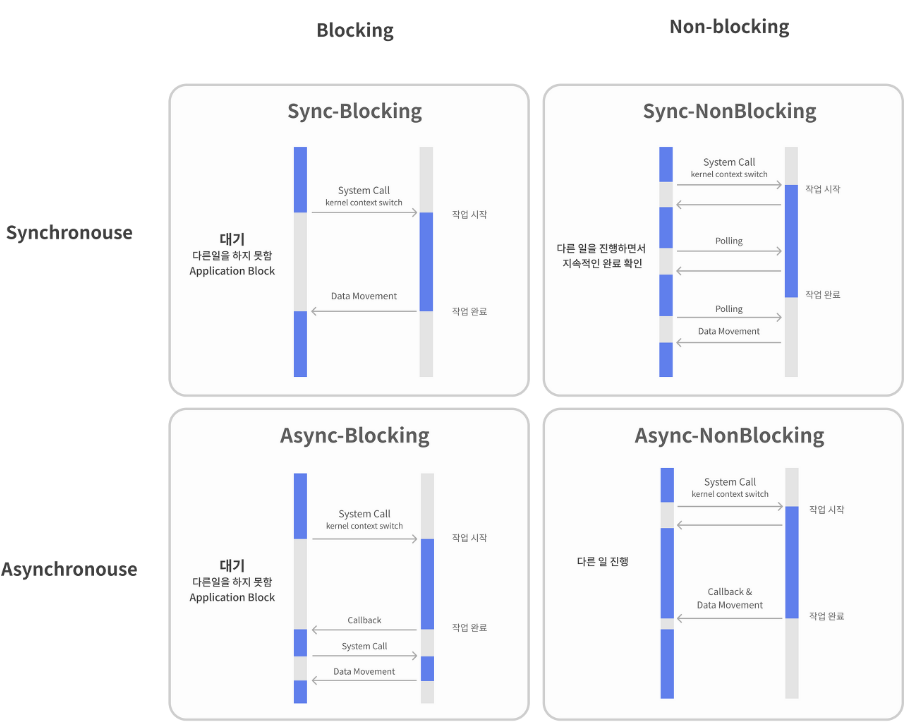 Blocking
Non-blocking
Synchronouse
Sync-Blocking
System Call
kernel context switch
작업 시작
대기
다른일을 하지 못함
Application Block
Data Movement
작업 완료
Sync-NonBlocking
System Call
kernel context switch
작업 시작
다른 일을 진행하면서
지속적인 완료 확인
Polling
작업 완료
Polling
Data Movement
Asynchronouse
Async-Blocking
System Call
kernel context switch
작업 시작
대기
다른일을 하지 못함
Application Block
Callback
작업 완료
System Call
Data Movement
Async-NonBlocking
System Call
kernel context switch
작업 시작
다른 일 진행
Callback &
Data Movement
작업 완료